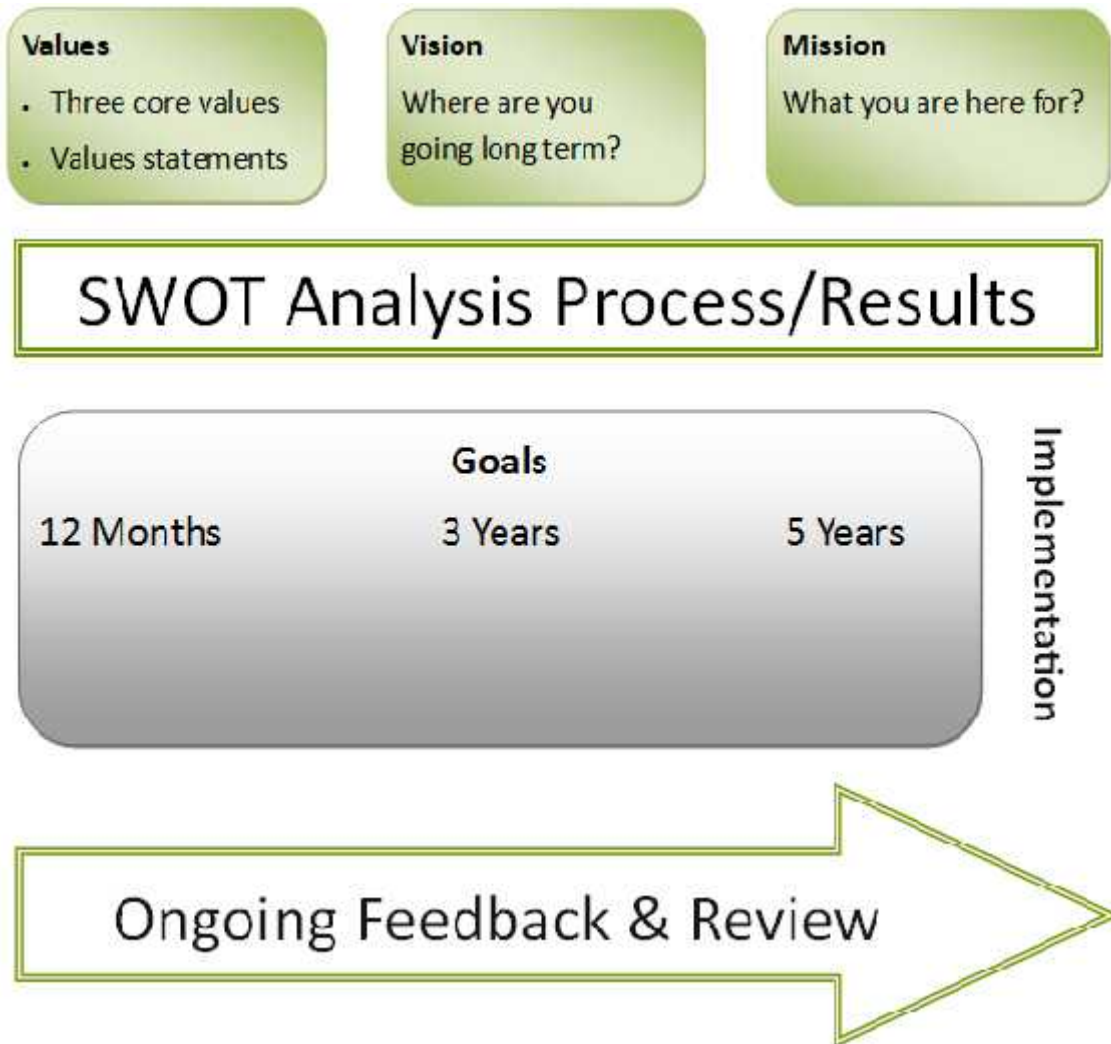 Values
• Three core values
• Values statements
Vision
Where are you
going long term?
Mission
What you are here for?
SWOT Analysis Process/Results
Goals
12 Months 3 Years 5 Years
Implementation
Ongoing Feedback & Review